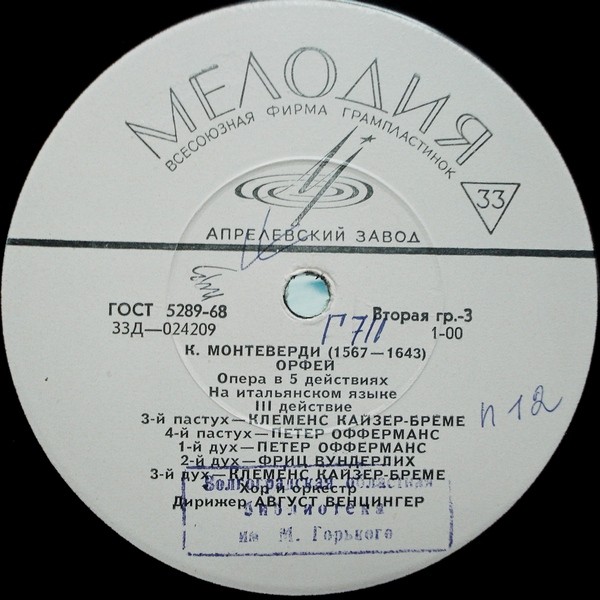 МЕЛОДИЯ
ВСЕСОЮЗНАЯ ФИРМА ГРАМПЛАСТИНОК
33
АПРЕЛЕВСКИЙ ЗАВОД
ГОСТ 5289-68 Вторая гр.-3
33Д—024209 1-00
Г711
К. МОНТЕВЕРДИ (1567—1643)
ОРФЕЙ
Опера в 5 действиях
На итальянском языке
III действие
3-й пастух—КЛЕМЕНС КАЙЗЕР-БРЕМЕ
п 12
4-й пастух—ПЕТЕР ОФФЕРМАНС
1-й дух—ПЕТЕР ОФФЕРМАНС
2-й дух—ФРИЦ ВУНДЕРЛИХ
3-й дух—КЛЕМЕНС КАЙЗЕР-БРЕМЕ
Хор и оркестр
Дирижер АВГУСТ ВЕНЦИНГЕР
Волгоградская областная
библиотека
им М. Горького